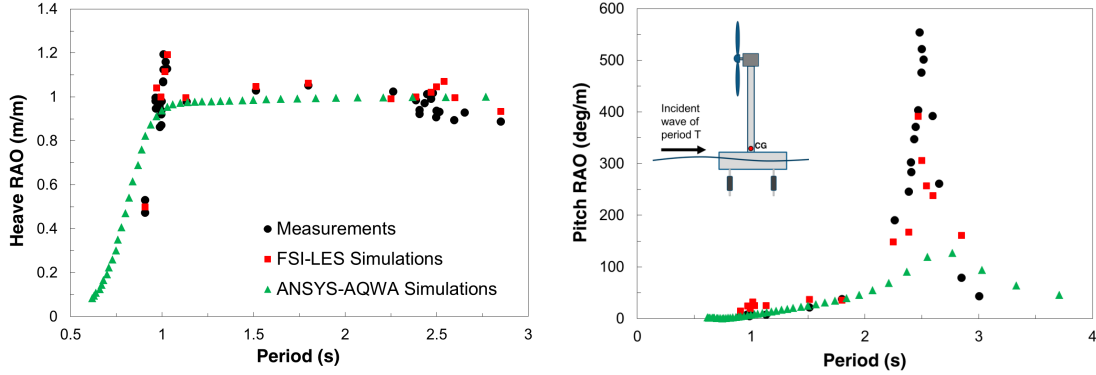 Heave RAO (m/m)
1.4
1.2
1
0.8
0.6
0.4
0.2
0
0.5
1
1.5
2
2.5
3
Period (s)
Measurements
FSI-LES Simulations
ANSYS-AQWA Simulations
Pitch RAO (deg/m)
600
500
400
300
200
100
0
0
1
2
3
4
Period (s)
Incident
wave of
period T
CG